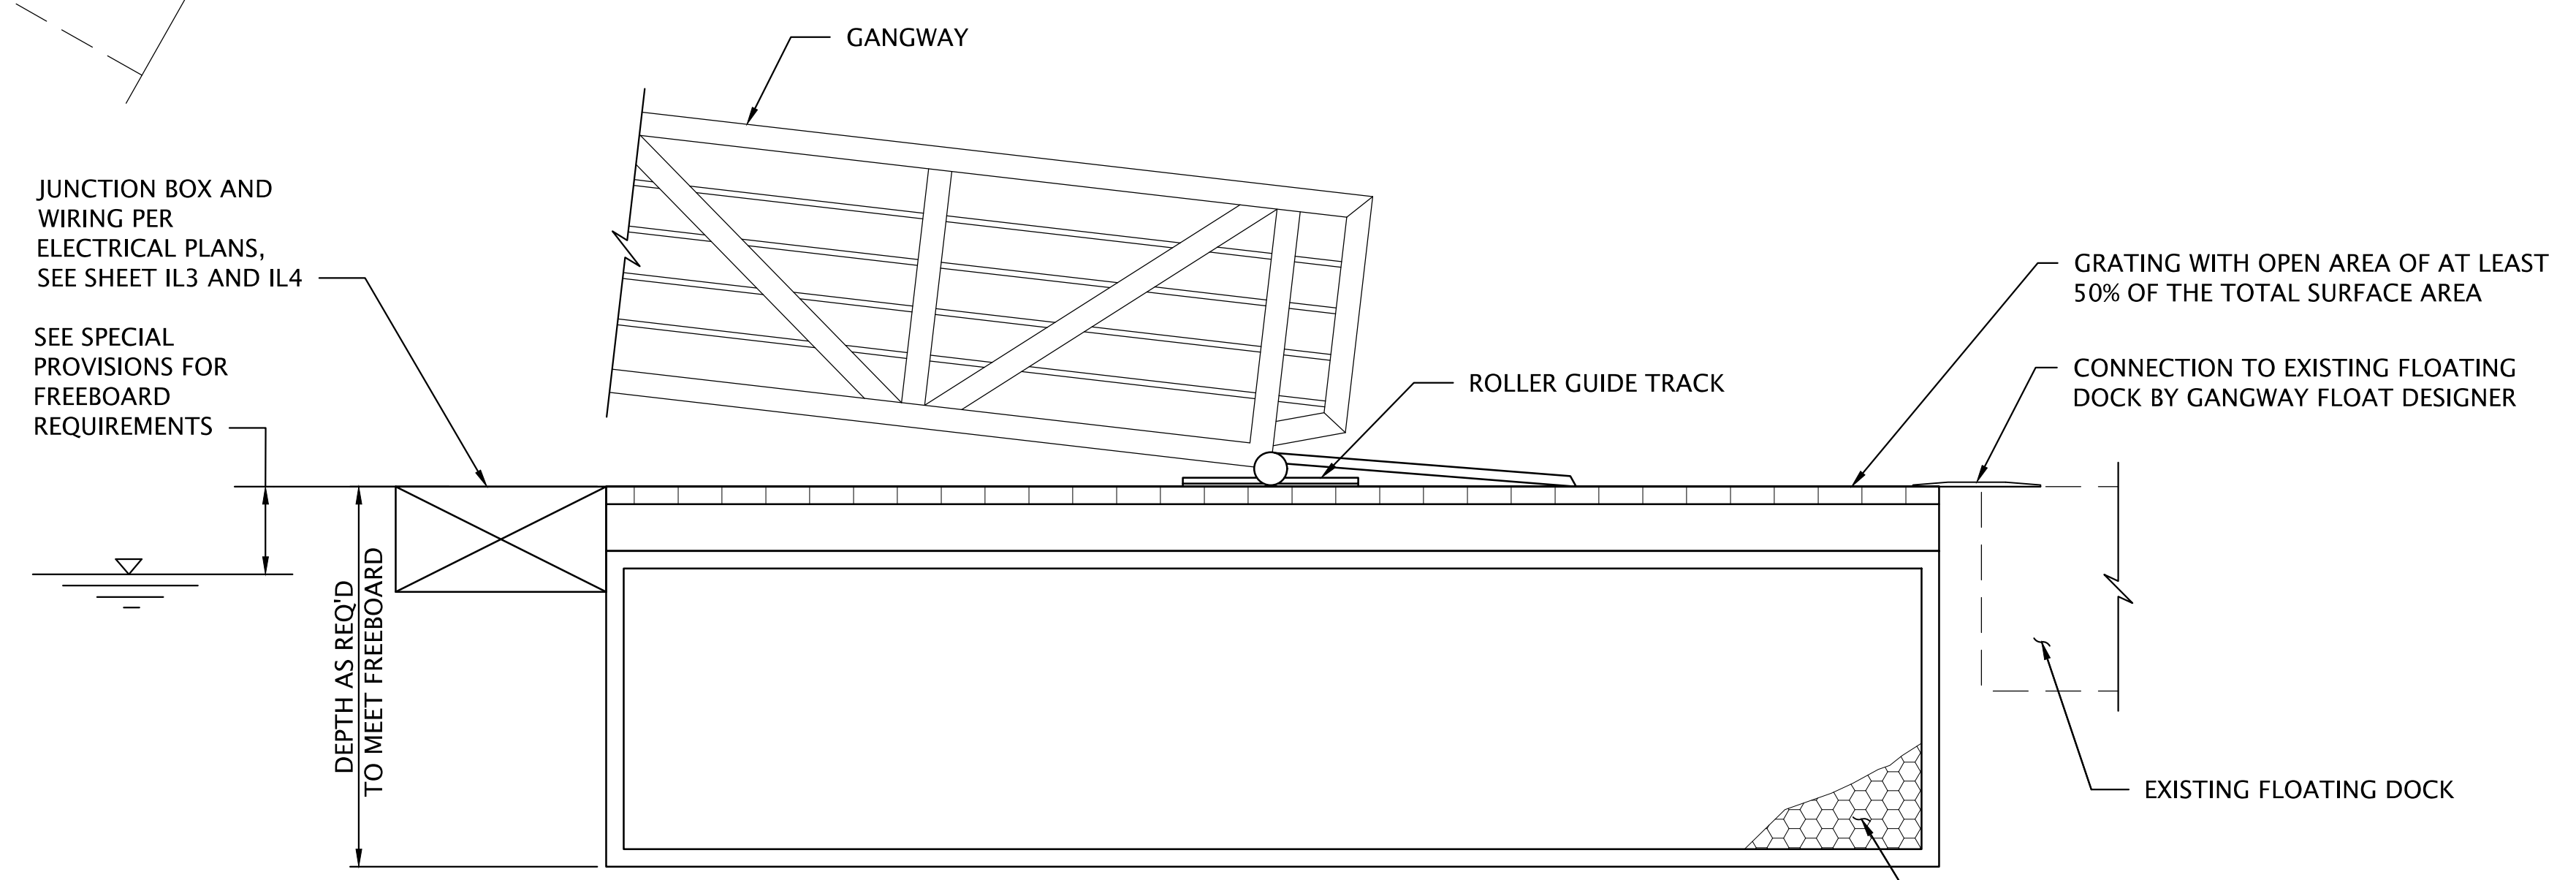 GANGWAY
JUNCTION BOX AND
WIRING PER
ELECTRICAL PLANS,
SEE SHEET IL3 AND IL4
SEE SPECIAL
PROVISIONS FOR
FREEBOARD
REQUIREMENTS
GRATING WITH OPEN AREA OF AT LEAST
50% OF THE TOTAL SURFACE AREA
CONNECTION TO EXISTING FLOATING
DOCK BY GANGWAY FLOAT DESIGNER
ROLLER GUIDE TRACK
DEPTH AS REQ'D
TO MEET FREEBOARD
EXISTING FLOATING DOCK